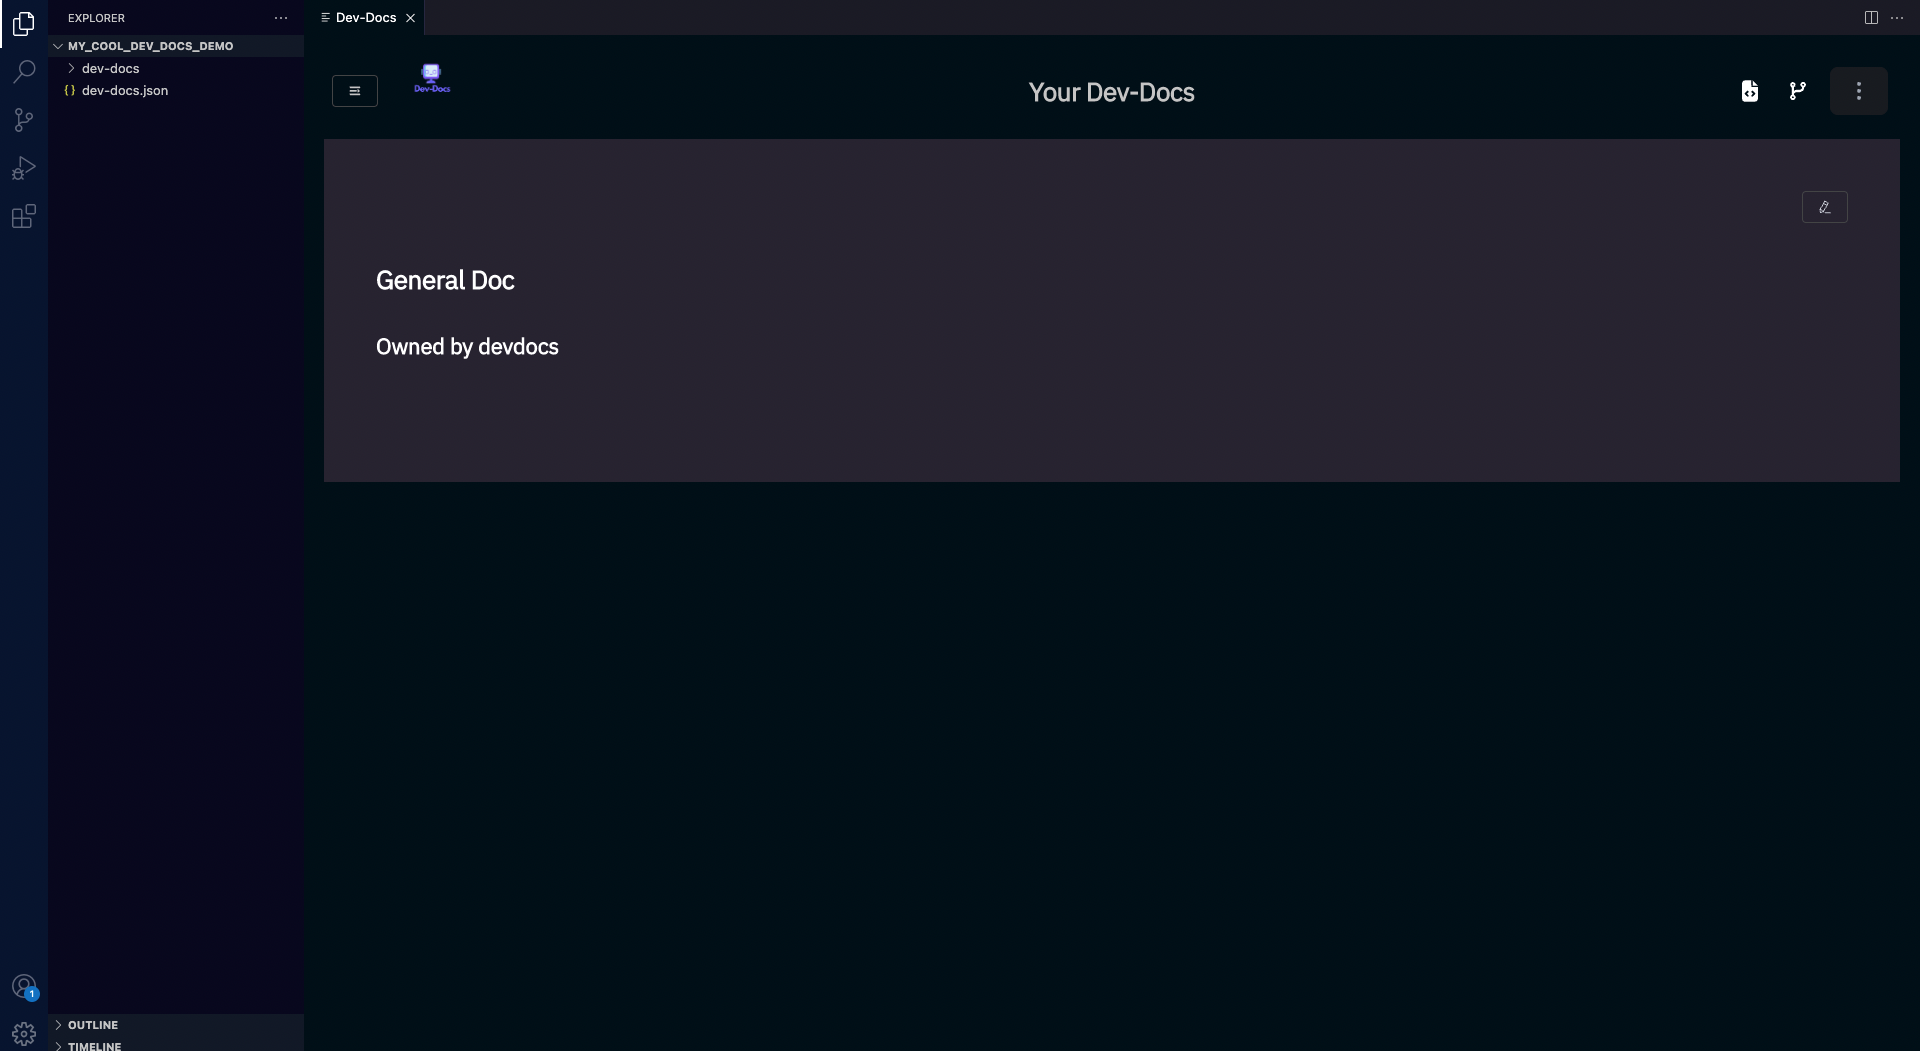 EXPLORER
Dev-Docs
MY_COOL_DEV_DOCS_DEMO
dev-docs
{} dev-docs.json
Dev-Docs
Your Dev-Docs
General Doc
Owned by devdocs
1
OUTLINE
TIMELINE